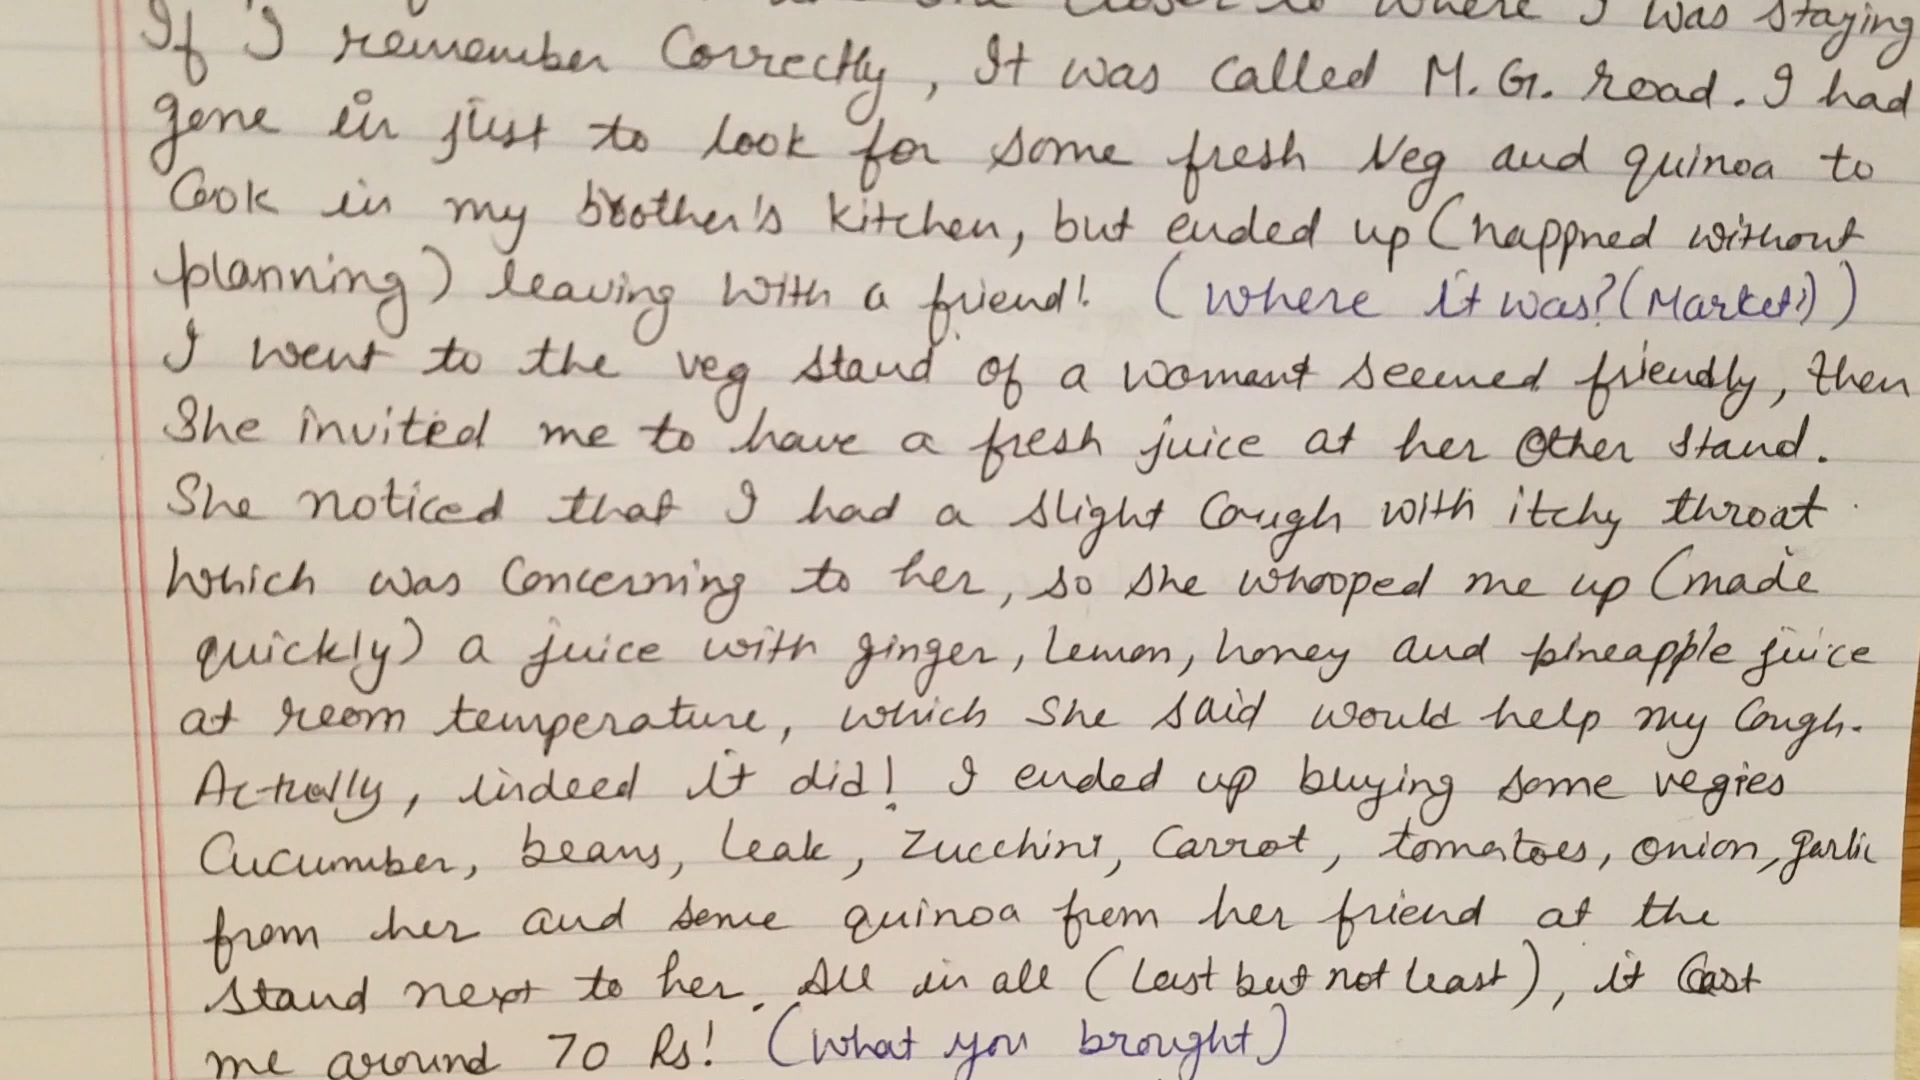 closer to where I was staying
If I remember Correctly, It was called M.G. road. I had
gone in just to look for some fresh Veg and quinoa to
Cook in my brother's kitchen, but ended up (happned without
planning) leaving with a friend! (where it was? (Market))
I went to the veg stand of a womant seemed friendly, then
She invited me to have a fresh juice at her Other stand.
She noticed that I had a slight Cough with itchy throat
which was Concerning to her, so she whooped me up (made
quickly) a juice with ginger, lemon, honey and pineapple juice
at room temperature, which she said would help my Cough.
Actually, indeed it did! I ended up buying some vegies
Cucumber, beans, leak, Zucchini, Carrot, tomatoes, onion, garlic
from her and some quinoa from her friend at the
stand next to her. All in all (last but not least), it Cost
me around 70 Rs! (What you brought)